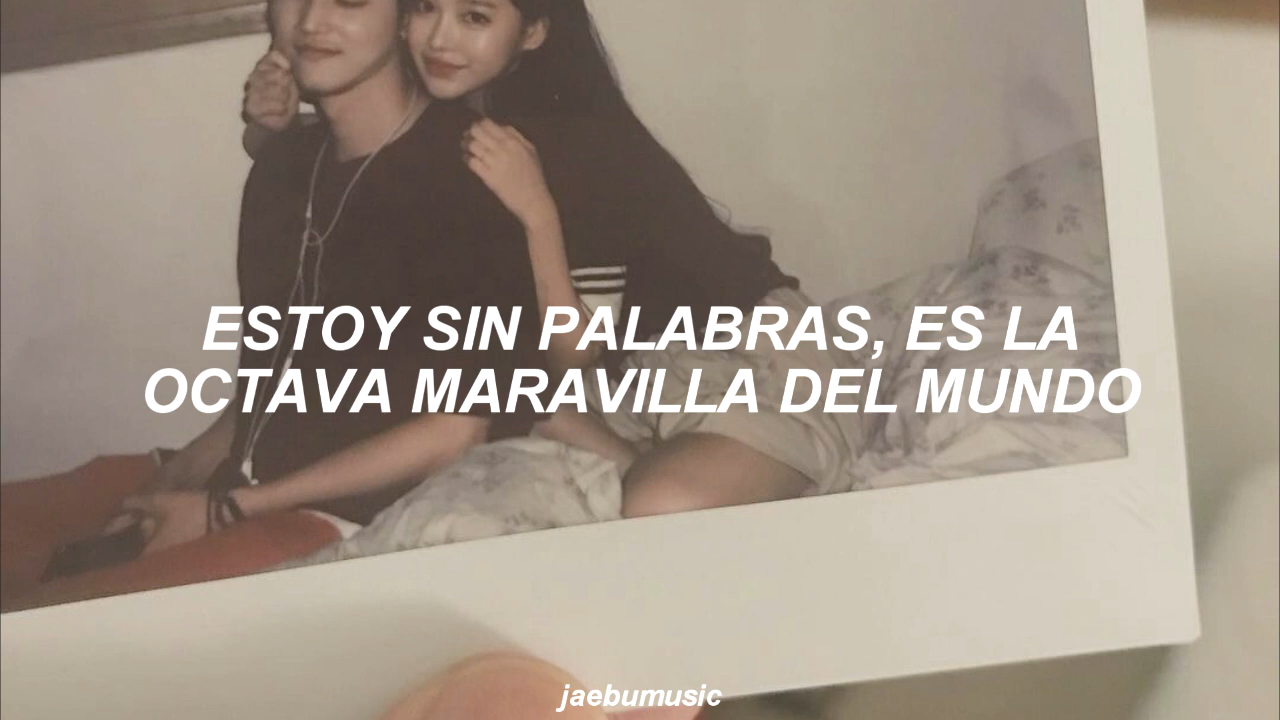 ESTOY SIN PALABRAS, ES LA
OCTAVA MARAVILLA DEL MUNDO
jaebumusic